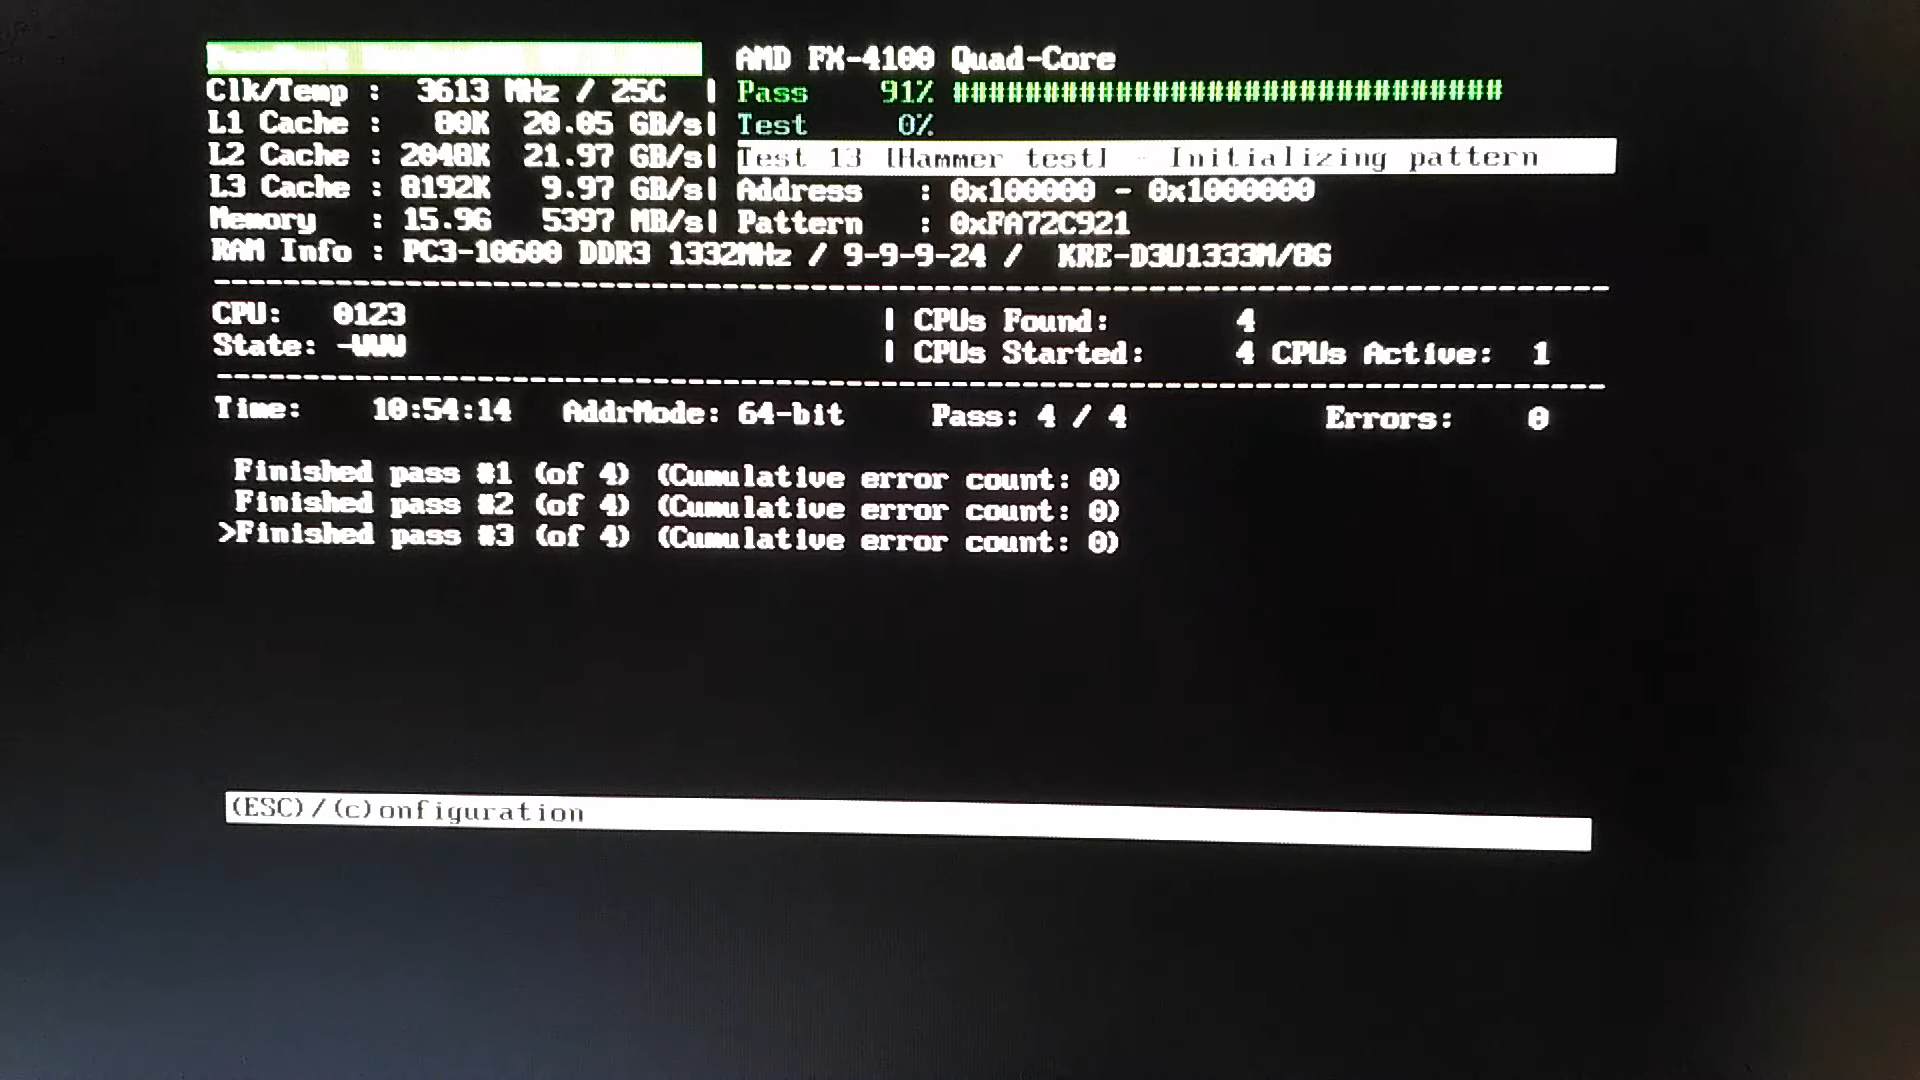 AMD FX-4100 Quad-Core
Clk/Temp : 3613 MHz / 25C | Pass 91% ###############################
L1 Cache : 80K 20.05 GB/s| Test 0%
L2 Cache : 2048K 21.97 GB/s| Test 13 [Hammer test] - Initializing pattern
L3 Cache : 8192K 9.97 GB/s| Address : 0x100000 - 0x1000000
Memory : 15.9G 5397 MB/s| Pattern : 0xFA72C921
RAM Info : PC3-10600 DDR3 1332MHz / 9-9-9-24 / KRE-D3U1333M/8G
CPU: 0123 | CPUs Found: 4
State: -WWW | CPUs Started: 4 CPUs Active: 1
Time: 10:54:14 AddrMode: 64-bit Pass: 4 / 4 Errors: 0
Finished pass #1 (of 4) (Cumulative error count: 0)
Finished pass #2 (of 4) (Cumulative error count: 0)
>Finished pass #3 (of 4) (Cumulative error count: 0)
(ESC)/(c)onfiguration